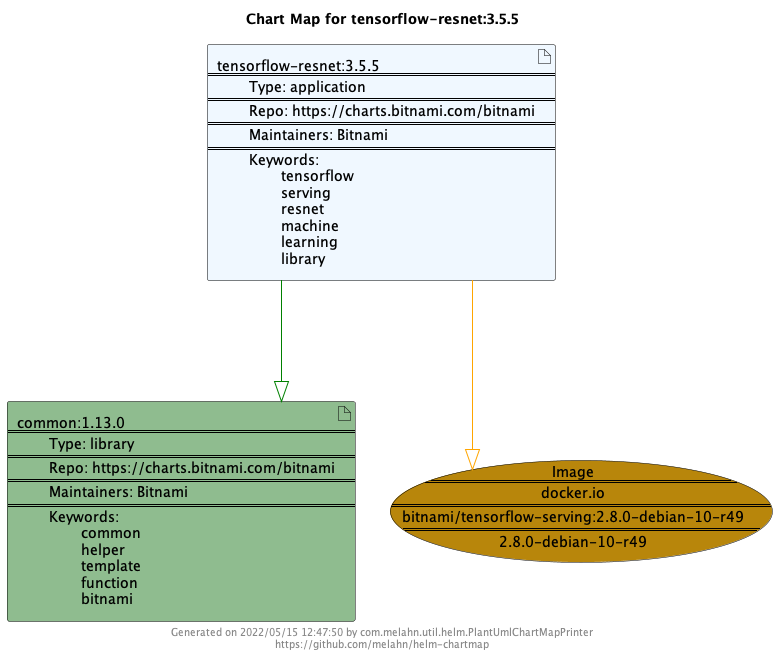 Chart Map for tensorflow-resnet:3.5.5
tensorflow-resnet:3.5.5
Type: application
Repo: https://charts.bitnami.com/bitnami
Maintainers: Bitnami
Keywords:
tensorflow
serving
resnet
machine
learning
library
common:1.13.0
Type: library
Repo: https://charts.bitnami.com/bitnami
Maintainers: Bitnami
Keywords:
common
helper
template
function
bitnami
Image
docker.io
bitnami/tensorflow-serving:2.8.0-debian-10-r49
2.8.0-debian-10-r49
Generated on 2022/05/15 12:47:50 by com.melahn.util.helm.PlantUmlChartMapPrinter
https://github.com/melahn/helm-chartmap